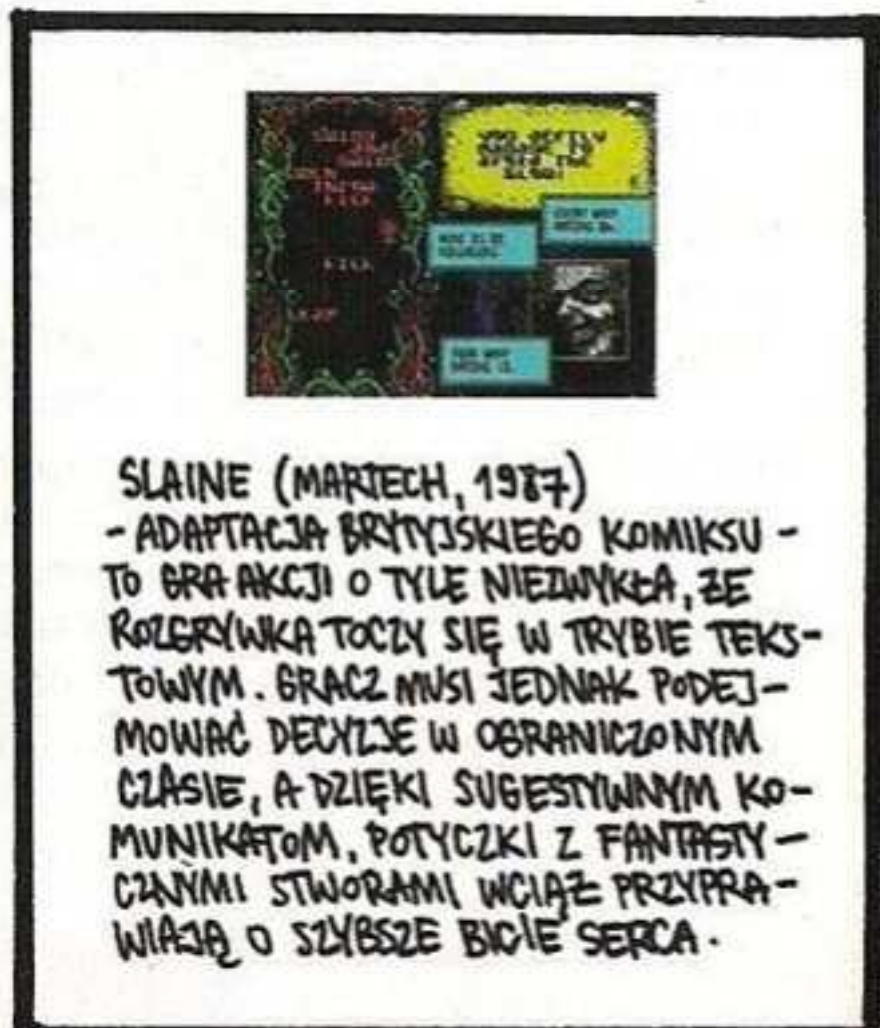 KICK
KICK
SLAINE (MARTECH, 1987)
- ADAPTACJA BRYTYJSKIEGO KOMIKSU -
TO GRA AKCJI O TYLE NIEZWYKŁA, ŻE
ROZGRYWKA TOCZY SIĘ W TRYBIE TEKS-
TOWYM. GRACZ MUSI JEDNAK PODEJ-
MOWAĆ DECYZJE W OGRANICZONYM
CZASIE, A DZIĘKI SUGESTYWNYM KO-
MUNIKATOM, POTYCZKI Z FANTASTY-
CZNYMI STWORAMI WCIĄŻ PRZYPRA-
WIAJĄ O SZYBSZE BICIE SERCA.